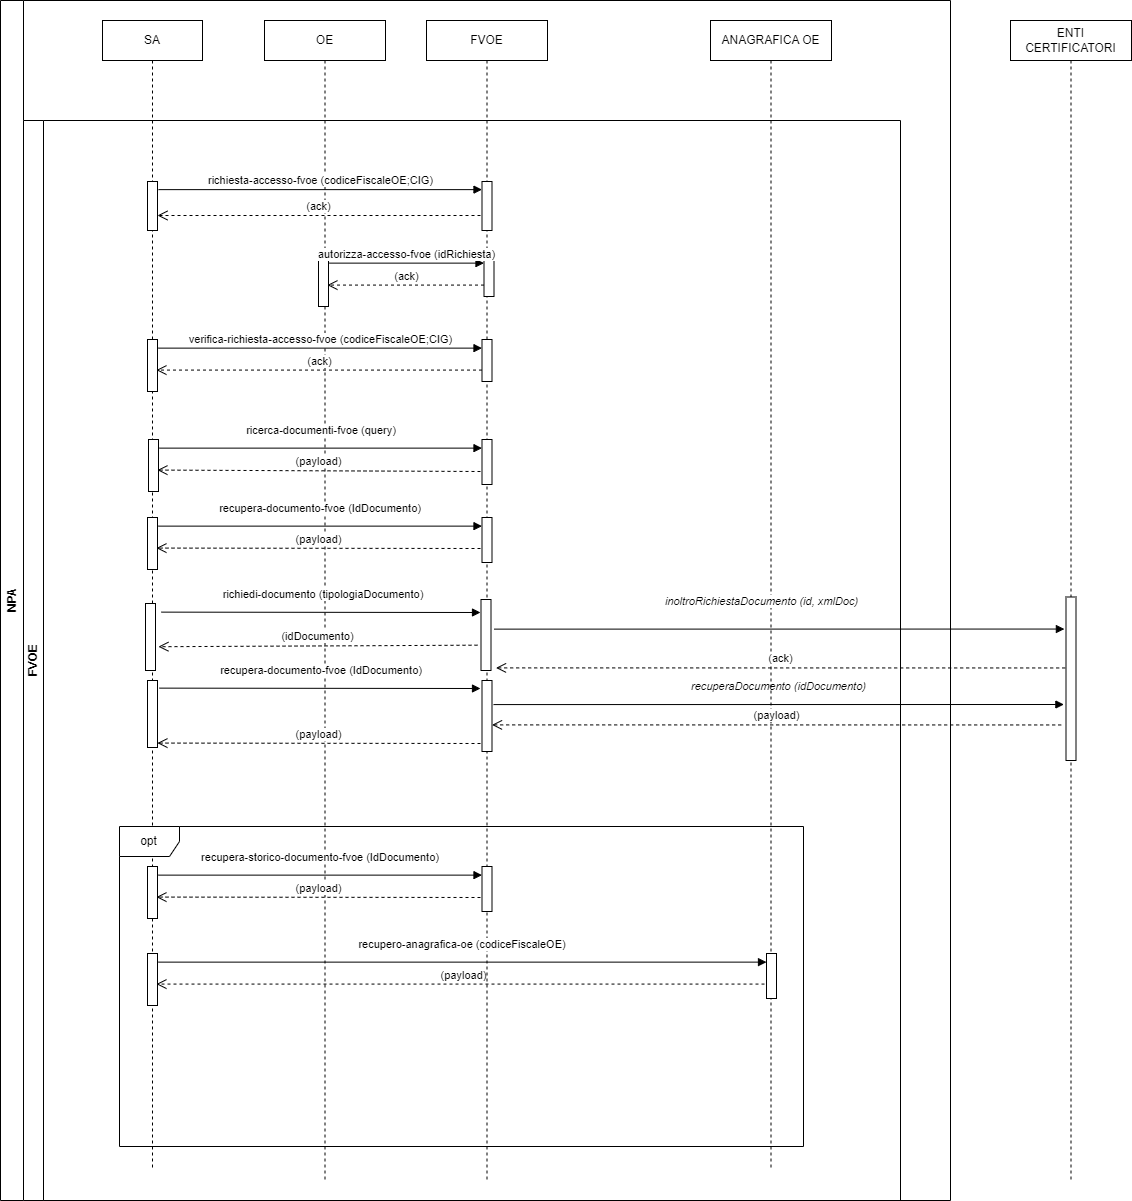 SA
OE
FVOE
ANAGRAFICA OE
ENTI
CERTIFICATORI
NPA
FVOE
richiesta-accesso-fvoe (codiceFiscaleOE;CIG)
(ack)
autorizza-accesso-fvoe (idRichiesta)
(ack)
verifica-richiesta-accesso-fvoe (codiceFiscaleOE;CIG)
(ack)
ricerca-documenti-fvoe (query)
(payload)
recupera-documento-fvoe (IdDocumento)
(payload)
richiedi-documento (tipologiaDocumento)
inoltroRichiestaDocumento (id, xmlDoc)
(idDocumento)
(ack)
recupera-documento-fvoe (IdDocumento)
recuperaDocumento (idDocumento)
(payload)
(payload)
opt
recupera-storico-documento-fvoe (IdDocumento)
(payload)
recupero-anagrafica-oe (codiceFiscaleOE)
(payload)